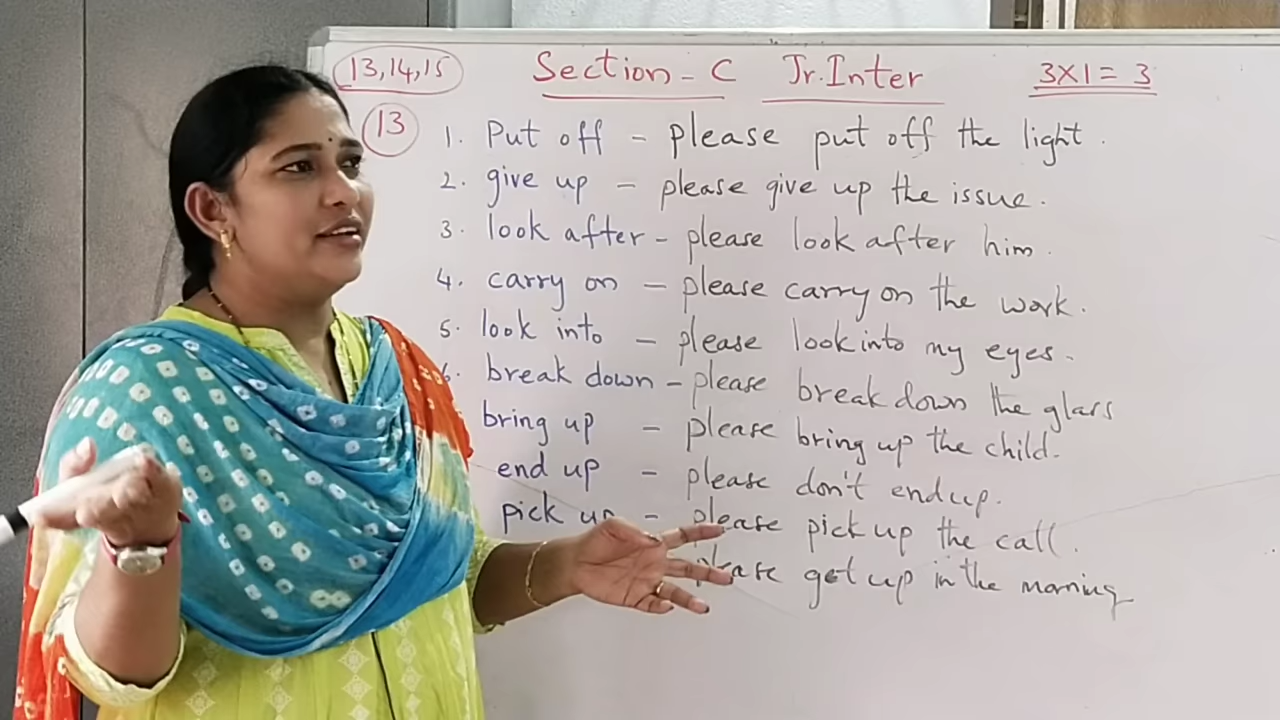 13,14,15 Section - C Jr.Inter 3X1 = 3
13 1. Put off - please put off the light.
2. give up - please give up the issue.
3. look after - please look after him.
4. carry on - please carry on the work.
5. look into - please look into my eyes.
6. break down - please break down the glass
bring up - please bring up the child.
end up - please don't end up.
pick up - please pick up the call.
please get up in the morning